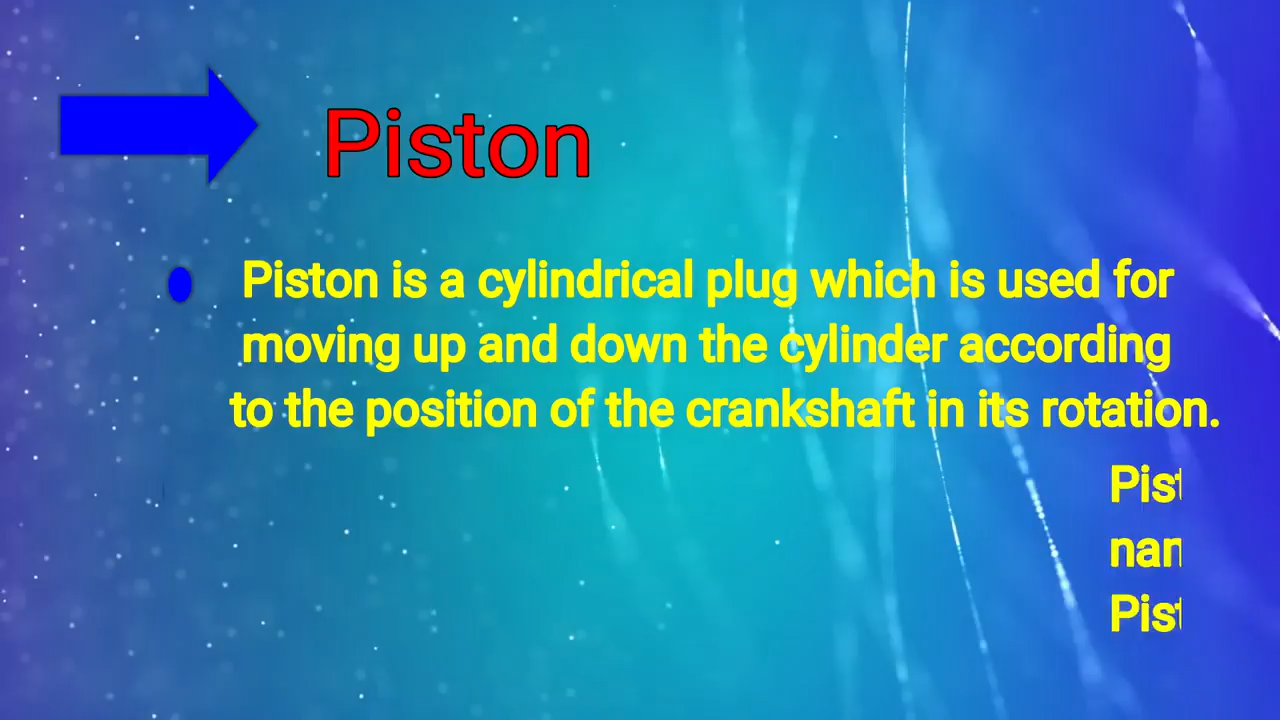 Piston
Piston is a cylindrical plug which is used for
moving up and down the cylinder according
to the position of the crankshaft in its rotation.